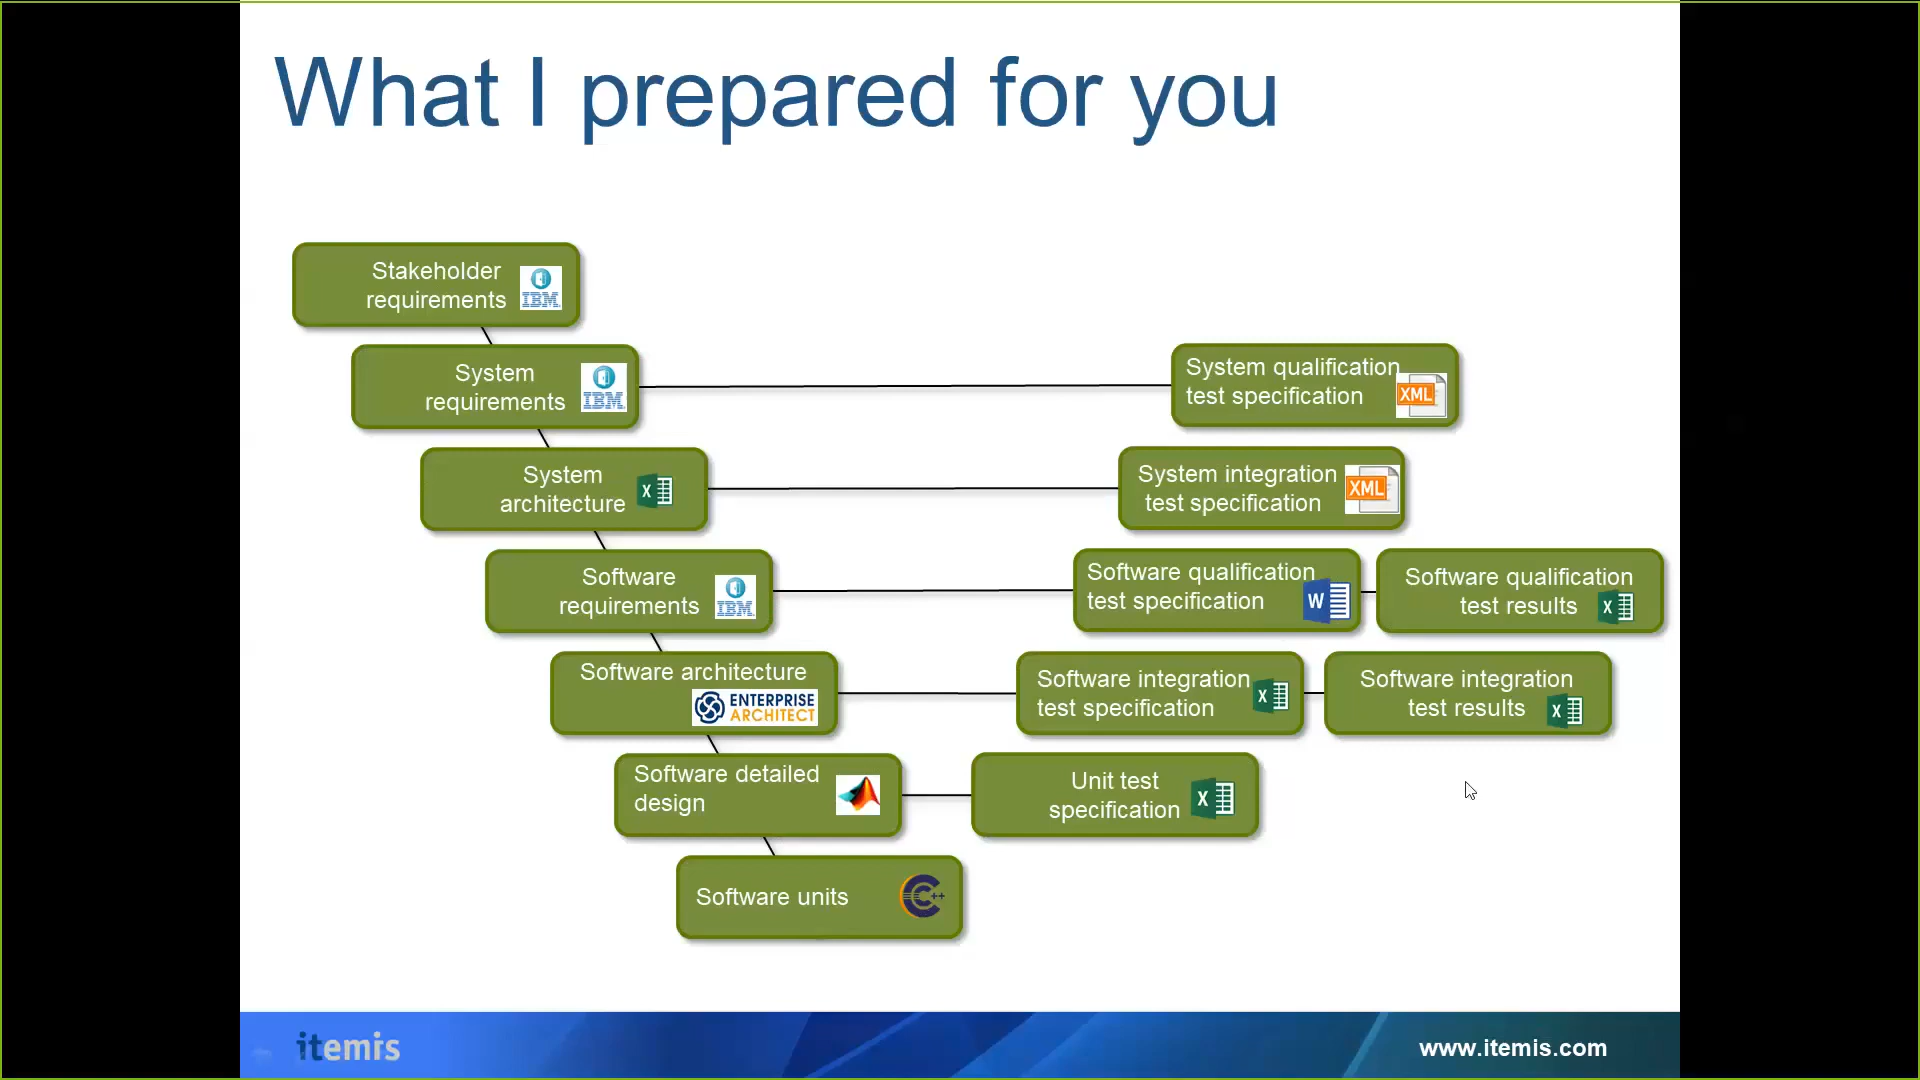 What I prepared for you
Stakeholder
requirements
IBM
System
requirements
IBM
System qualification
test specification
XML
System
architecture
X
System integration
test specification
XML
Software
requirements
IBM
Software qualification
test specification
W
Software qualification
test results
X
Software architecture
ENTERPRISE
ARCHITECT
Software integration
test specification
X
Software integration
test results
X
Software detailed
design
Unit test
specification
X
Software units
C++
itemis
www.itemis.com